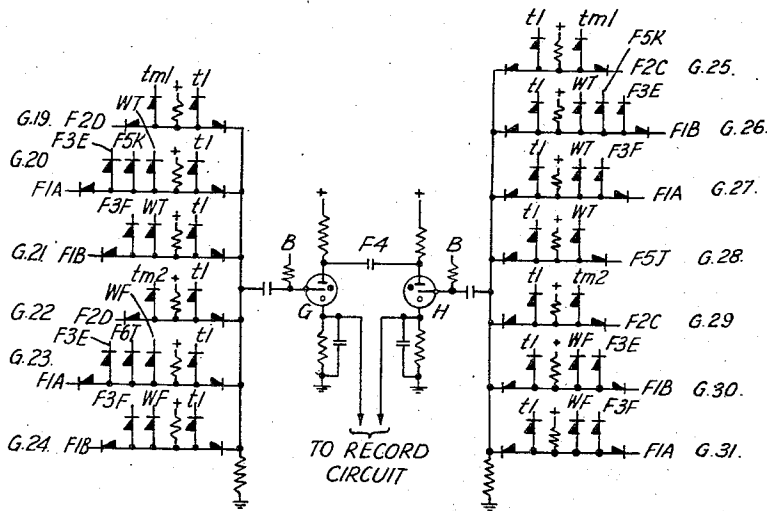 tm1 + t1
G.19. F2D
WT
F3E F5K + t1
G.20
F1A
F3F WT + t1
G.21 F1B
tm2 + t1
G.22 F2D
WF
F3E F6T + t1
G.23.
F1A
F3F WF + t1
G.24. F1B
+ +
B F4 B
G H
TO RECORD
CIRCUIT
t1 + tm1
F5K
F2C G.25.
t1 + WT F3E
F1B G.26.
t1 + WT F3F
F1A G.27.
t1 + WT
F5J G.28.
t1 + tm2
F2C G.29
t1 + WF F3E
F1B G.30.
t1 + WF F3F
F1A G.31.